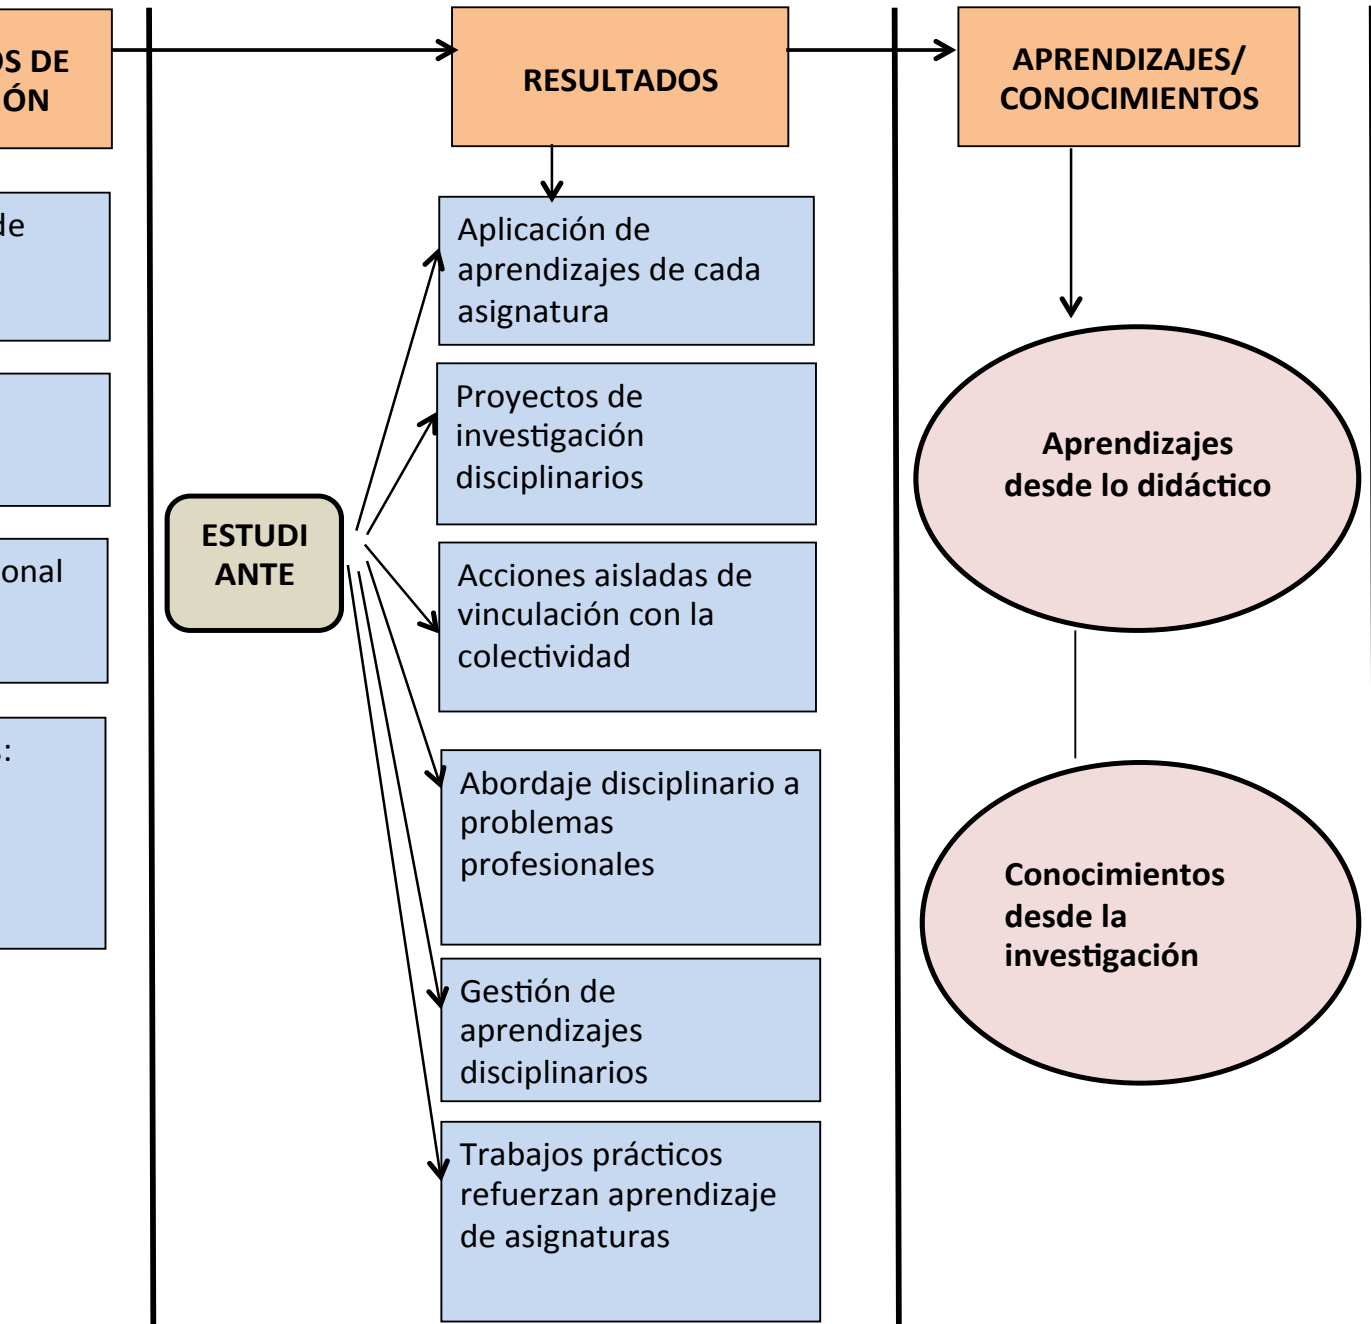 OS DE
IÓN
de
onal
s:
RESULTADOS
ESTUDI
ANTE
Aplicación de
aprendizajes de cada
asignatura
Proyectos de
investigación
disciplinarios
Acciones aisladas de
vinculación con la
colectividad
Abordaje disciplinario a
problemas
profesionales
Gestión de
aprendizajes
disciplinarios
Trabajos prácticos
refuerzan aprendizaje
de asignaturas
APRENDIZAJES/
CONOCIMIENTOS
Aprendizajes
desde lo didáctico
Conocimientos
desde la
investigación